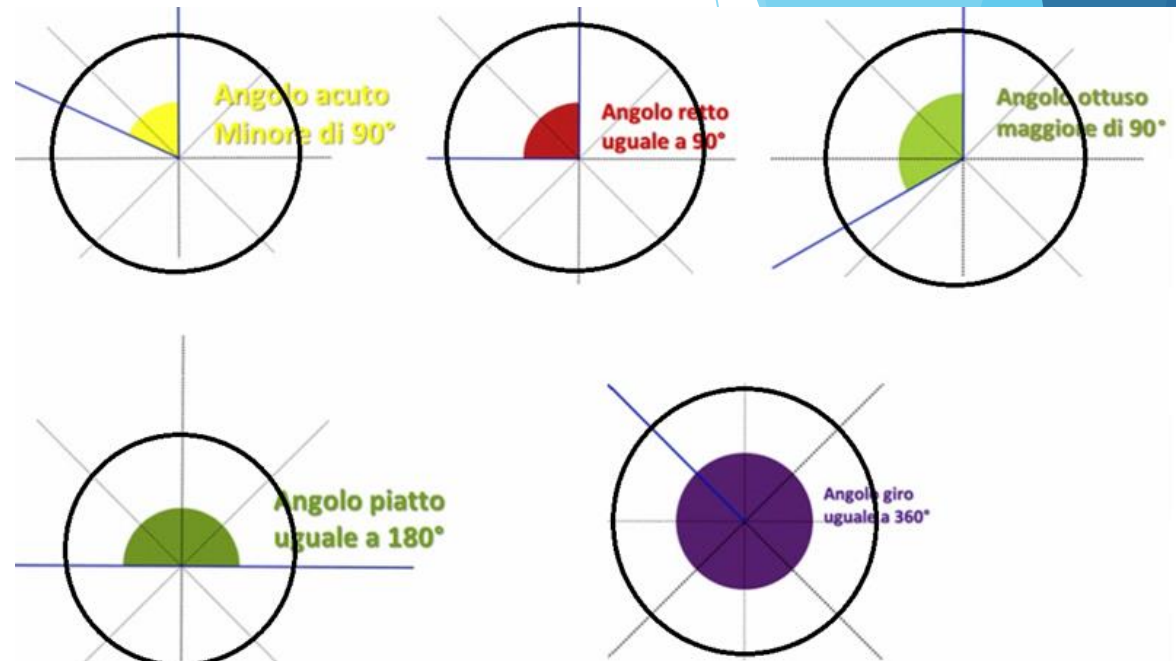 Angolo acuto
Minore di 90°
Angolo retto
uguale a 90°
Angolo ottuso
maggiore di 90°
Angolo piatto
uguale a 180°
Angolo giro
uguale a 360°